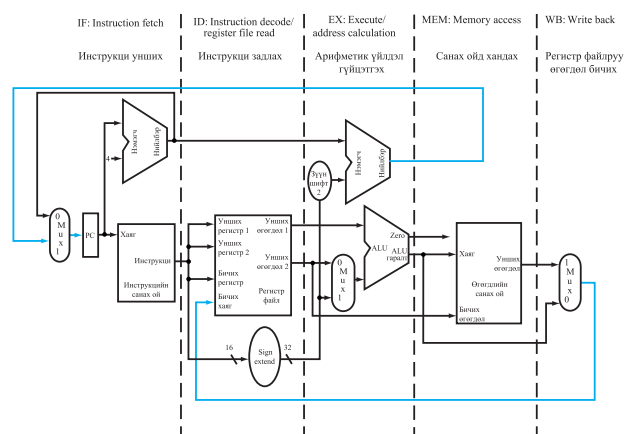 IF: Instruction fetch
ID: Instruction decode/
register file read
EX: Execute/
address calculation
MEM: Memory access
WB: Write back
Инструкци унших
Инструкци задлах
Арифметик үйлдэл
гүйцэтгэх
Санах ойд хандах
Регистр файлруу
өгөгдөл бичих
Нэмэгч
Нийлбэр
4
Нэмэгч
Нийлбэр
Зүүн
шифт
2
0
M
u
x
1
PC
Хаяг
Инструкци
Инструкцийн
санах ой
Унших
регистр 1
Унших
регистр 2
Бичих
регистр
Бичих
хаяг
Унших
өгөгдөл 1
Унших
өгөгдөл 2
Регистр
файл
0
M
u
x
1
Zero
ALU
ALU
гаралт
Хаяг
Унших
өгөгдөл
Өгөгдлийн
санах ой
Бичих
өгөгдөл
1
M
u
x
0
16
Sign
extend
32